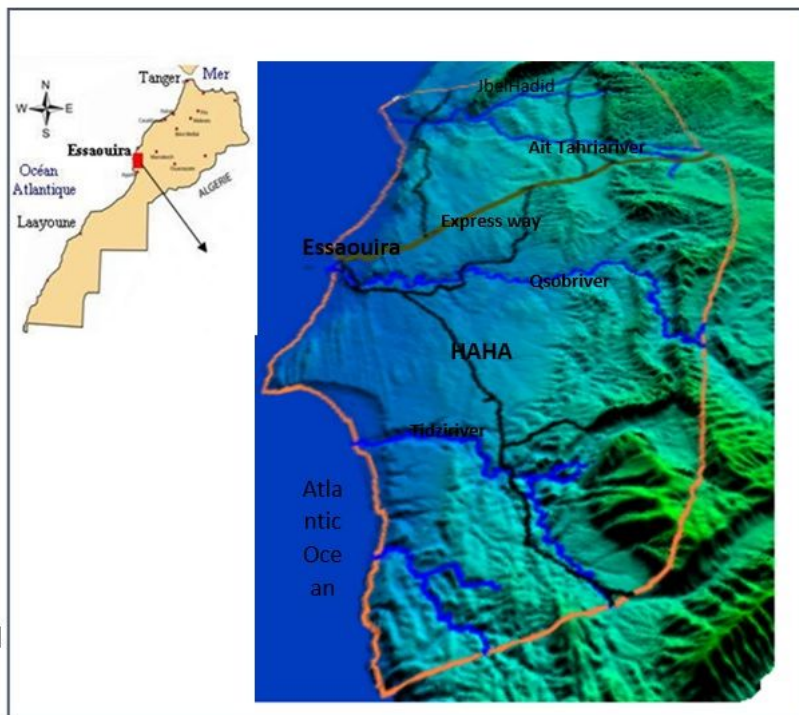 Tanger
Mer
N
W
E
S
Essaouira
Océan
Atlantique
ALGERIE
Laayoune
JbelHadid
Ait Tahriariver
Express way
Essaouira
Qsobriver
HAHA
Tidziriver
Atla
ntic
Oce
an